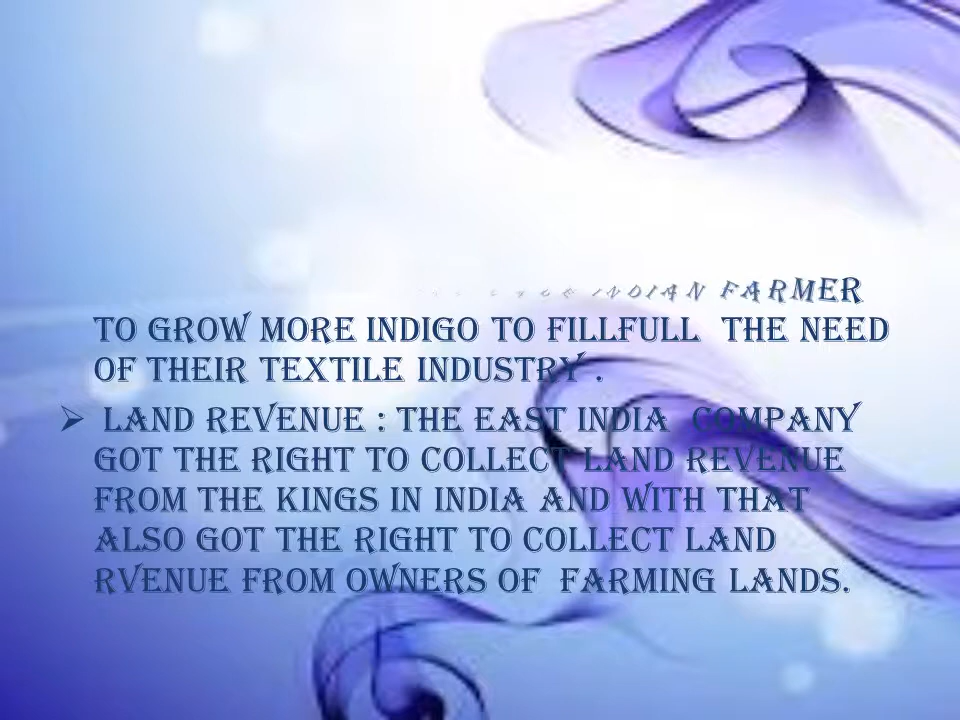 INDIAN FARMER
TO GROW MORE INDIGO TO FILLFULL THE NEED
OF THEIR TEXTILE INDUSTRY .
➢ LAND REVENUE : THE EAST INDIA COMPANY
GOT THE RIGHT TO COLLECT LAND REVENUE
FROM THE KINGS IN INDIA AND WITH THAT
ALSO GOT THE RIGHT TO COLLECT LAND
RVENUE FROM OWNERS OF FARMING LANDS.